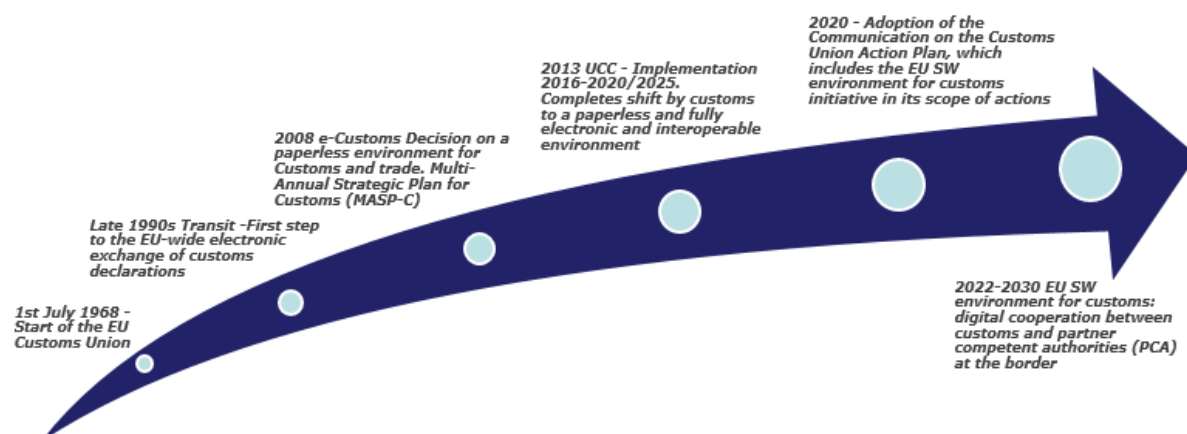 1st July 1968 -
Start of the EU
Customs Union
Late 1990s Transit -First step
to the EU-wide electronic
exchange of customs
declarations
2008 e-Customs Decision on a
paperless environment for
Customs and trade. Multi-
Annual Strategic Plan for
Customs (MASP-C)
2013 UCC - Implementation
2016-2020/2025.
Completes shift by customs
to a paperless and fully
electronic and interoperable
environment
2020 - Adoption of the
Communication on the Customs
Union Action Plan, which
includes the EU SW
environment for customs
initiative in its scope of actions
2022-2030 EU SW
environment for customs:
digital cooperation between
customs and partner
competent authorities (PCA)
at the border